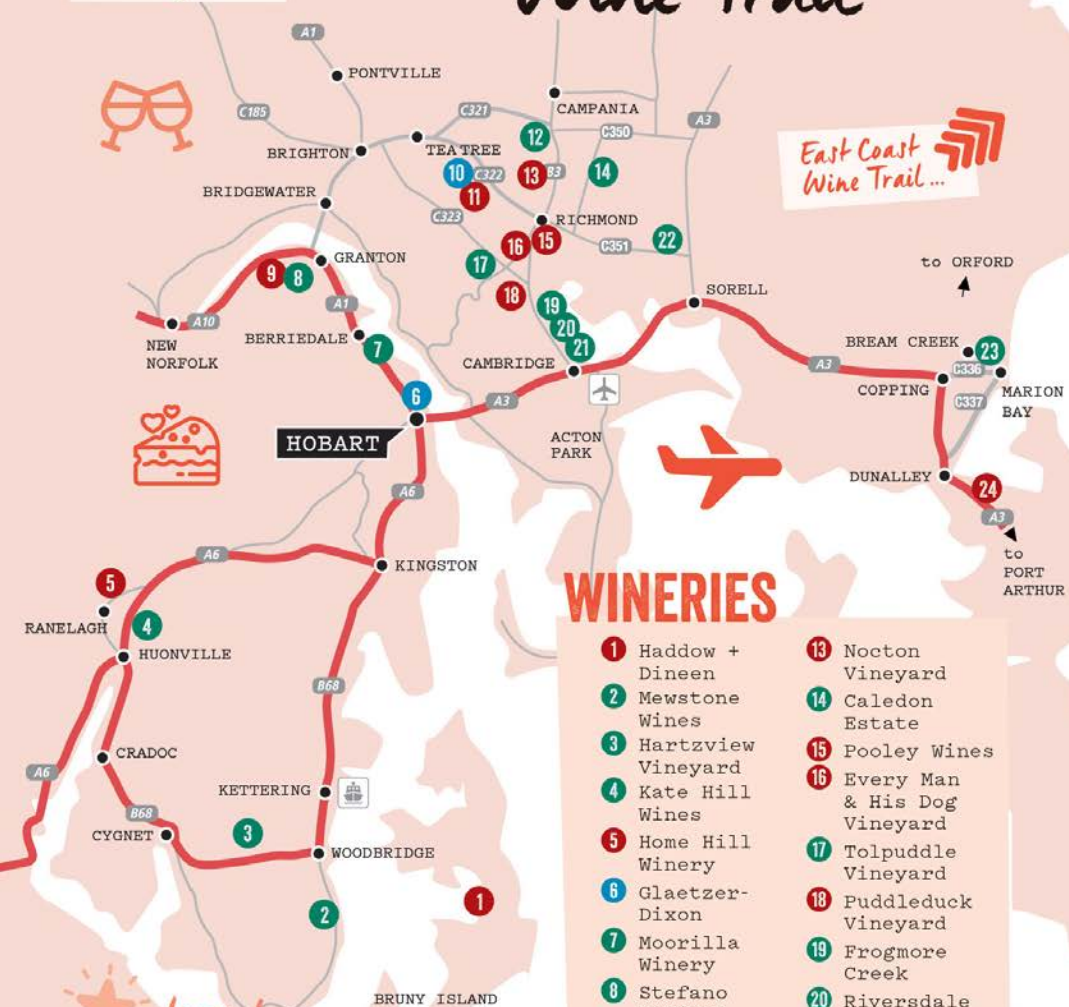 Wine Trail
A1
PONTVILLE
C185
C321
CAMPANIA
A3
12
C350
BRIGHTON
TEA TREE
10
C322
13
B3
14
11
East Coast
Wine Trail...
BRIDGEWATER
C323
RICHMOND
16
15
C351
22
17
GRANTON
9
8
to ORFORD
A1
18
SORELL
19
A10
BERRIEDALE
20
NEW
NORFOLK
7
21
BREAM CREEK
23
CAMBRIDGE
A3
C336
COPPING
MARION
BAY
6
A3
C337
HOBART
ACTON
PARK
DUNALLEY
24
A6
A3
to
PORT
ARTHUR
A6
KINGSTON
5
RANELAGH
4
HUONVILLE
B68
CRADOC
A6
KETTERING
B68
CYGNET
3
WOODBRIDGE
1
2
BRUNY ISLAND
WINERIES
1 Haddow +
Dineen
2 Mewstone
Wines
3 Hartzview
Vineyard
4 Kate Hill
Wines
5 Home Hill
Winery
6 Glaetzer-
Dixon
7 Moorilla
Winery
8 Stefano
13 Nocton
Vineyard
14 Caledon
Estate
15 Pooley Wines
16 Every Man
& His Dog
Vineyard
17 Tolpuddle
Vineyard
18 Puddleduck
Vineyard
19 Frogmore
Creek
20 Riversdale